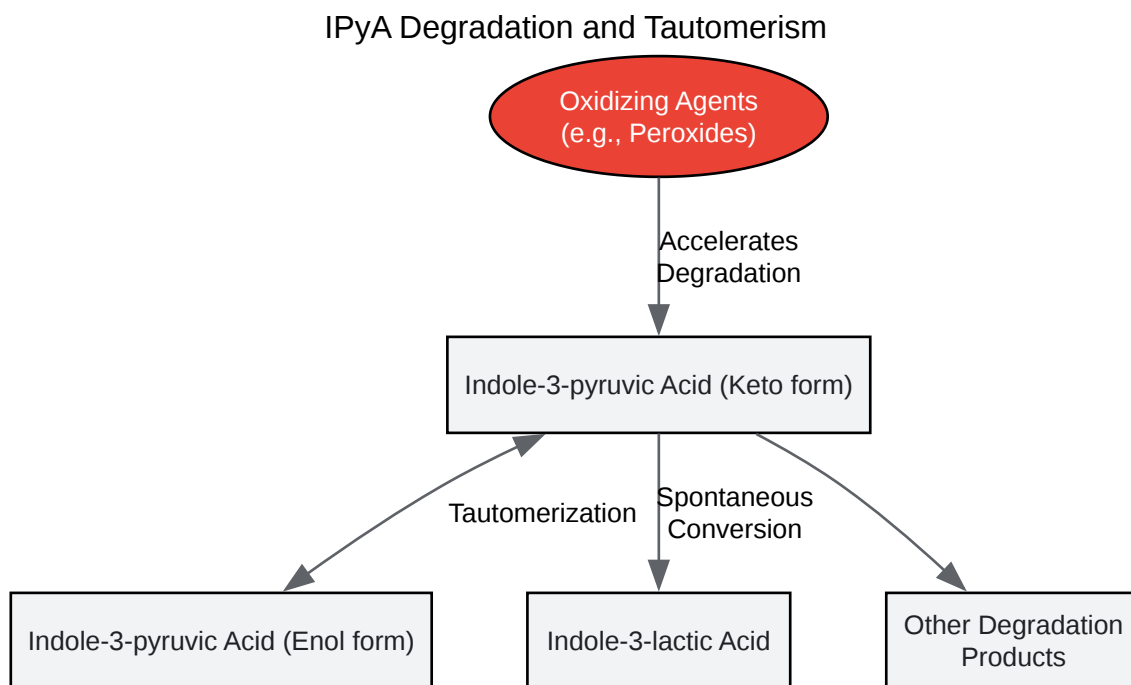 IPyA Degradation and Tautomerism
Oxidizing Agents
(e.g., Peroxides)
Accelerates
Degradation
Indole-3-pyruvic Acid (Keto form)
Tautomerization
Spontaneous
Conversion
Indole-3-pyruvic Acid (Enol form)
Indole-3-lactic Acid
Other Degradation
Products